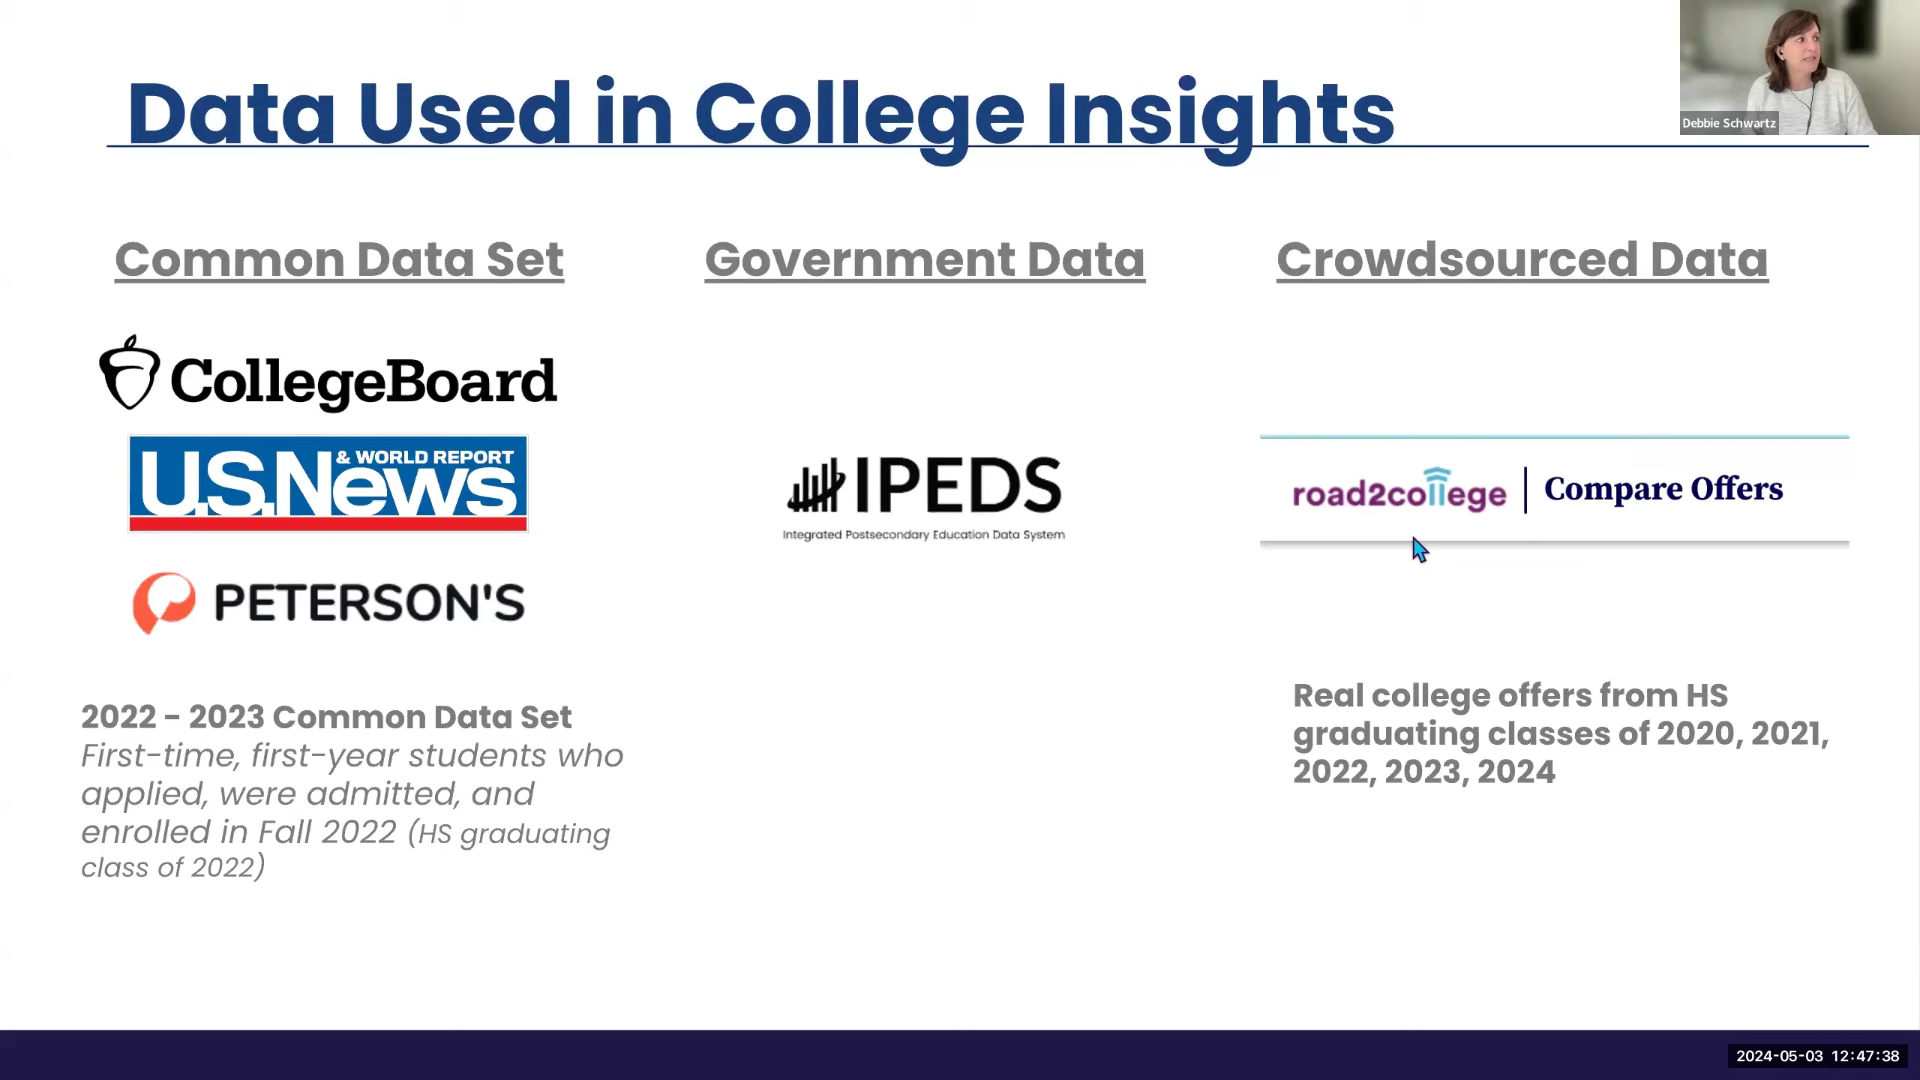 Data Used in College Insights
Debbie Schwartz
Common Data Set
CollegeBoard
U.S.News
& WORLD REPORT
PETERSON'S
2022 - 2023 Common Data Set
First-time, first-year students who
applied, were admitted, and
enrolled in Fall 2022 (HS graduating
class of 2022)
Government Data
IPEDS
Integrated Postsecondary Education Data System
Crowdsourced Data
road2college | Compare Offers
Real college offers from HS
graduating classes of 2020, 2021,
2022, 2023, 2024
2024-05-03 12:47:38